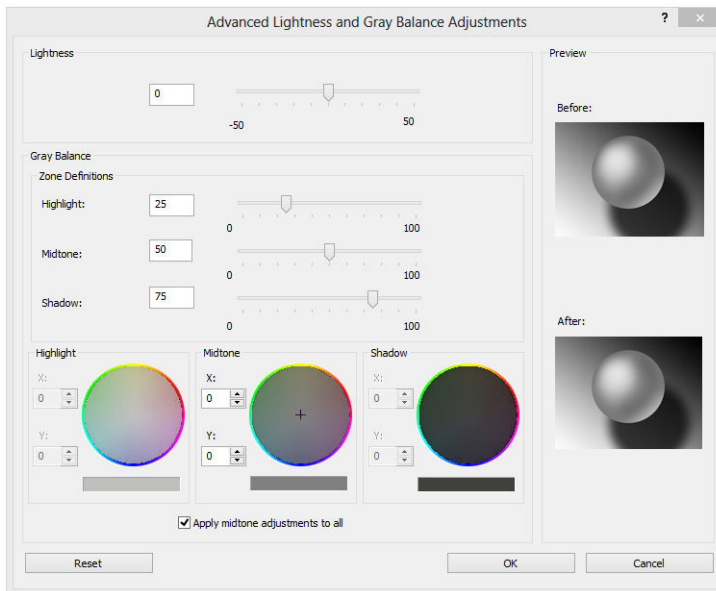 Advanced Lightness and Gray Balance Adjustments
?
×
Lightness
0
-50
50
Gray Balance
Zone Definitions
Highlight:
25
0
100
Midtone:
50
0
100
Shadow:
75
0
100
Highlight
X:
0
Y:
0
Midtone
X:
0
Y:
0
Shadow
X:
0
Y:
0
Apply midtone adjustments to all
Preview
Before:
After:
Reset
OK
Cancel